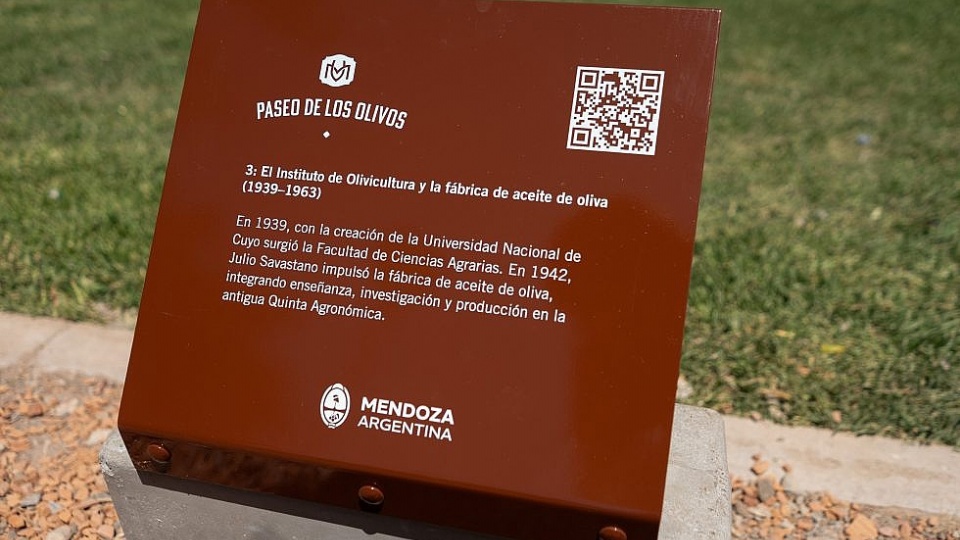 PASEO DE LOS OLIVOS
3: El Instituto de Olivicultura y la fábrica de aceite de oliva
(1939–1963)
En 1939, con la creación de la Universidad Nacional de
Cuyo surgió la Facultad de Ciencias Agrarias. En 1942,
Julio Savastano impulsó la fábrica de aceite de oliva,
integrando enseñanza, investigación y producción en la
antigua Quinta Agronómica.
MENDOZA
ARGENTINA